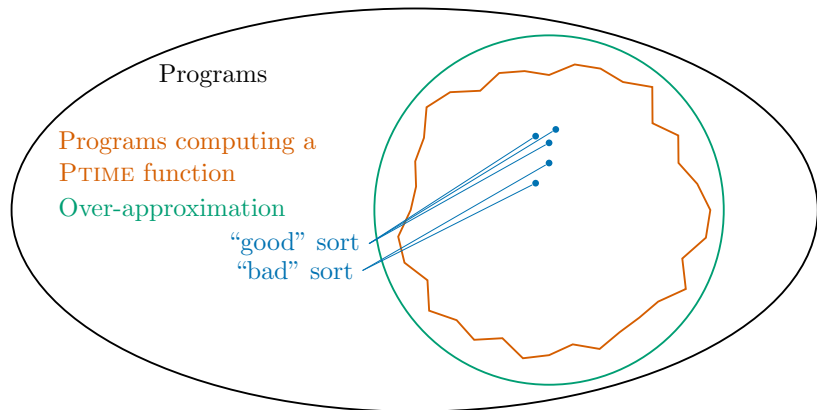 Programs
Programs computing a
PTIME function
Over-approximation
“good” sort
“bad” sort